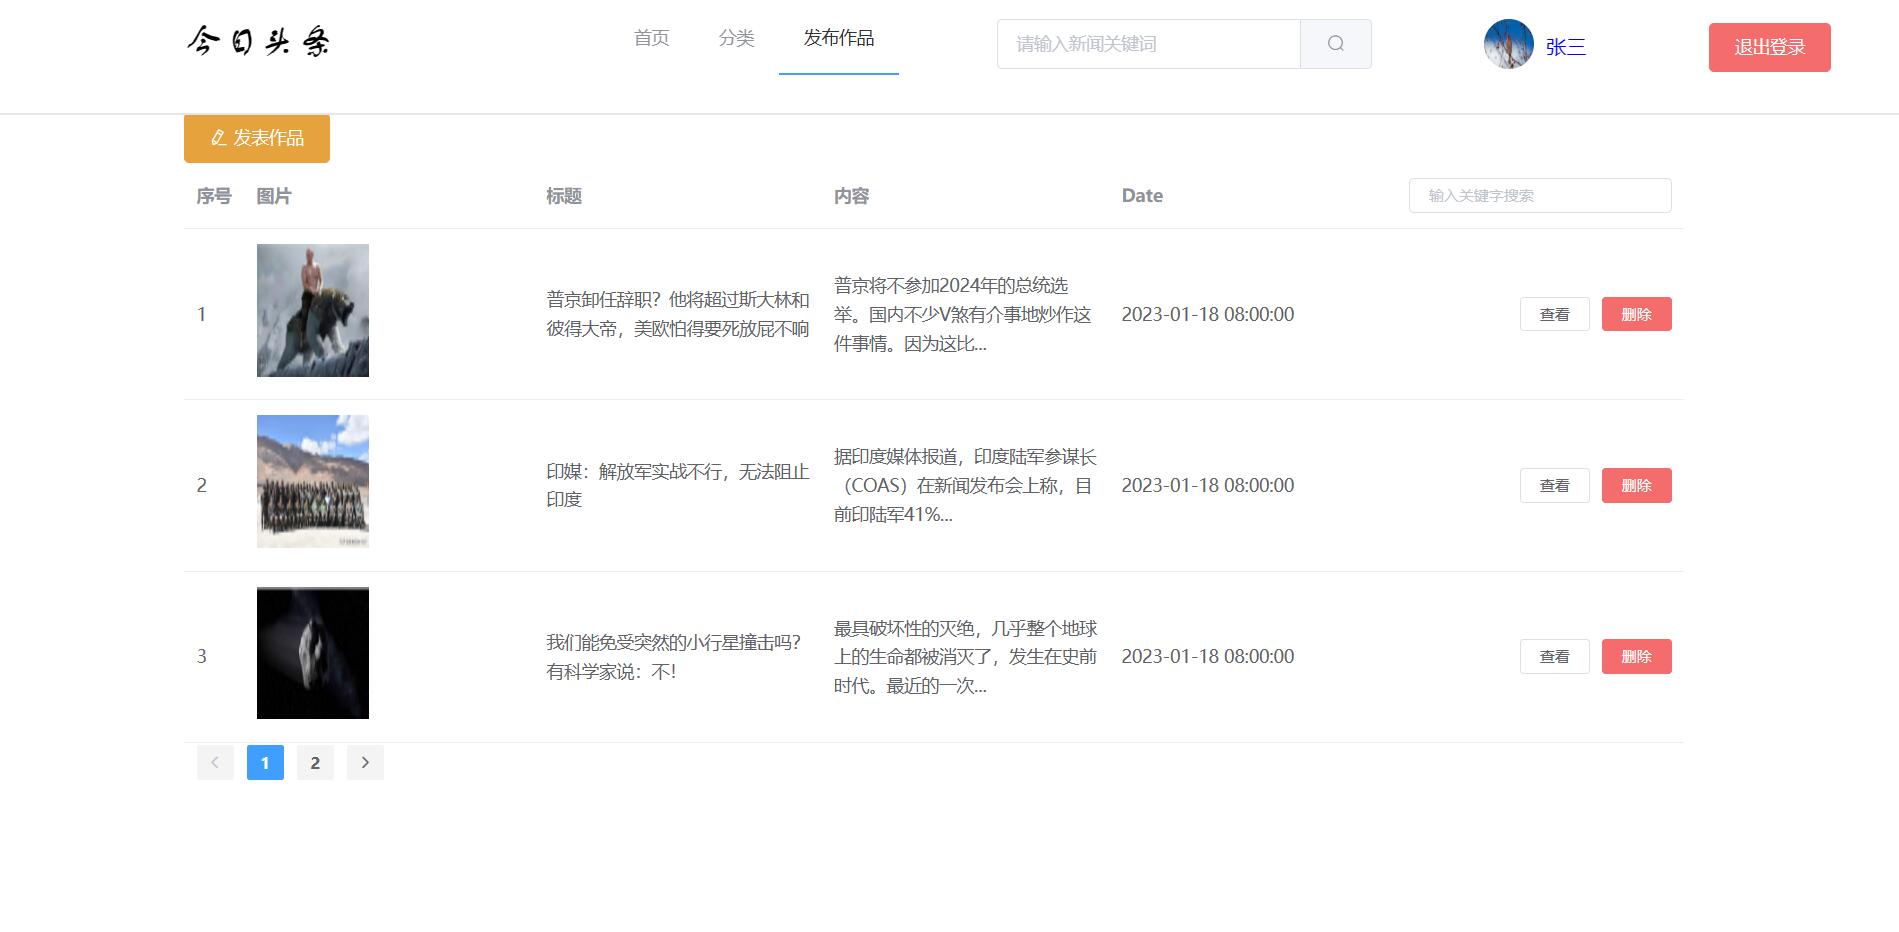 今日头条
首页 分类 发布作品 请输入新闻关键词 张三 退出登录
发表作品
序号 图片 标题 内容 Date 输入关键字搜索
1
普京卸任辞职？他将超过斯大林和
彼得大帝，美欧怕得要死放屁不响
普京将不参加2024年的总统选
举。国内不少V煞有介事地炒作这
件事情。因为这比...
2023-01-18 08:00:00
查看 删除
2
印媒：解放军实战不行，无法阻止
印度
据印度媒体报道，印度陆军参谋长
（COAS）在新闻发布会上称，目
前印陆军41%...
2023-01-18 08:00:00
查看 删除
3
我们能免受突然的小行星撞击吗？
有科学家说：不！
最具破坏性的灭绝，几乎整个地球
上的生命都被消灭了，发生在史前
时代。最近的一次...
2023-01-18 08:00:00
查看 删除
1 2